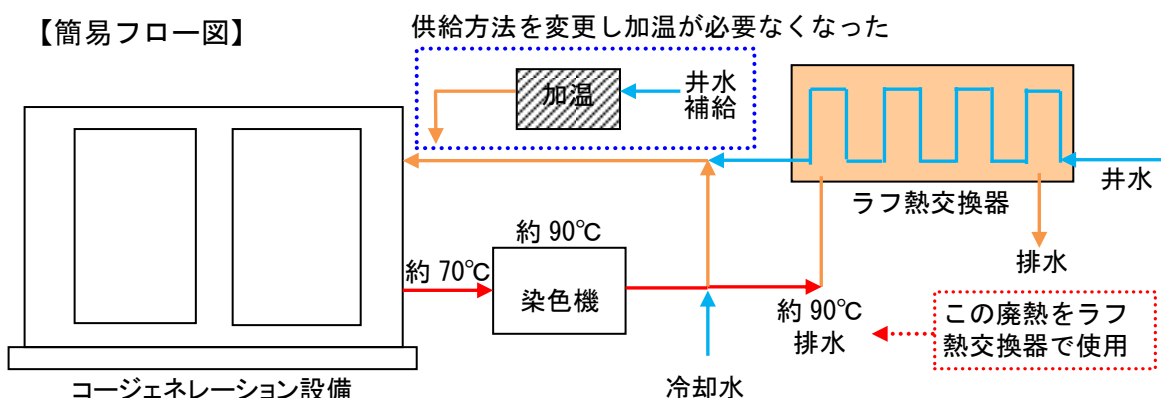 【簡易フロー図】
供給方法を変更し加温が必要なくなった
加温
井水
補給
井水
ラフ熱交換器
約 90℃
約 70℃
染色機
排水
約 90℃
排水
この廃熱をラフ
熱交換器で使用
コージェネレーション設備
冷却水